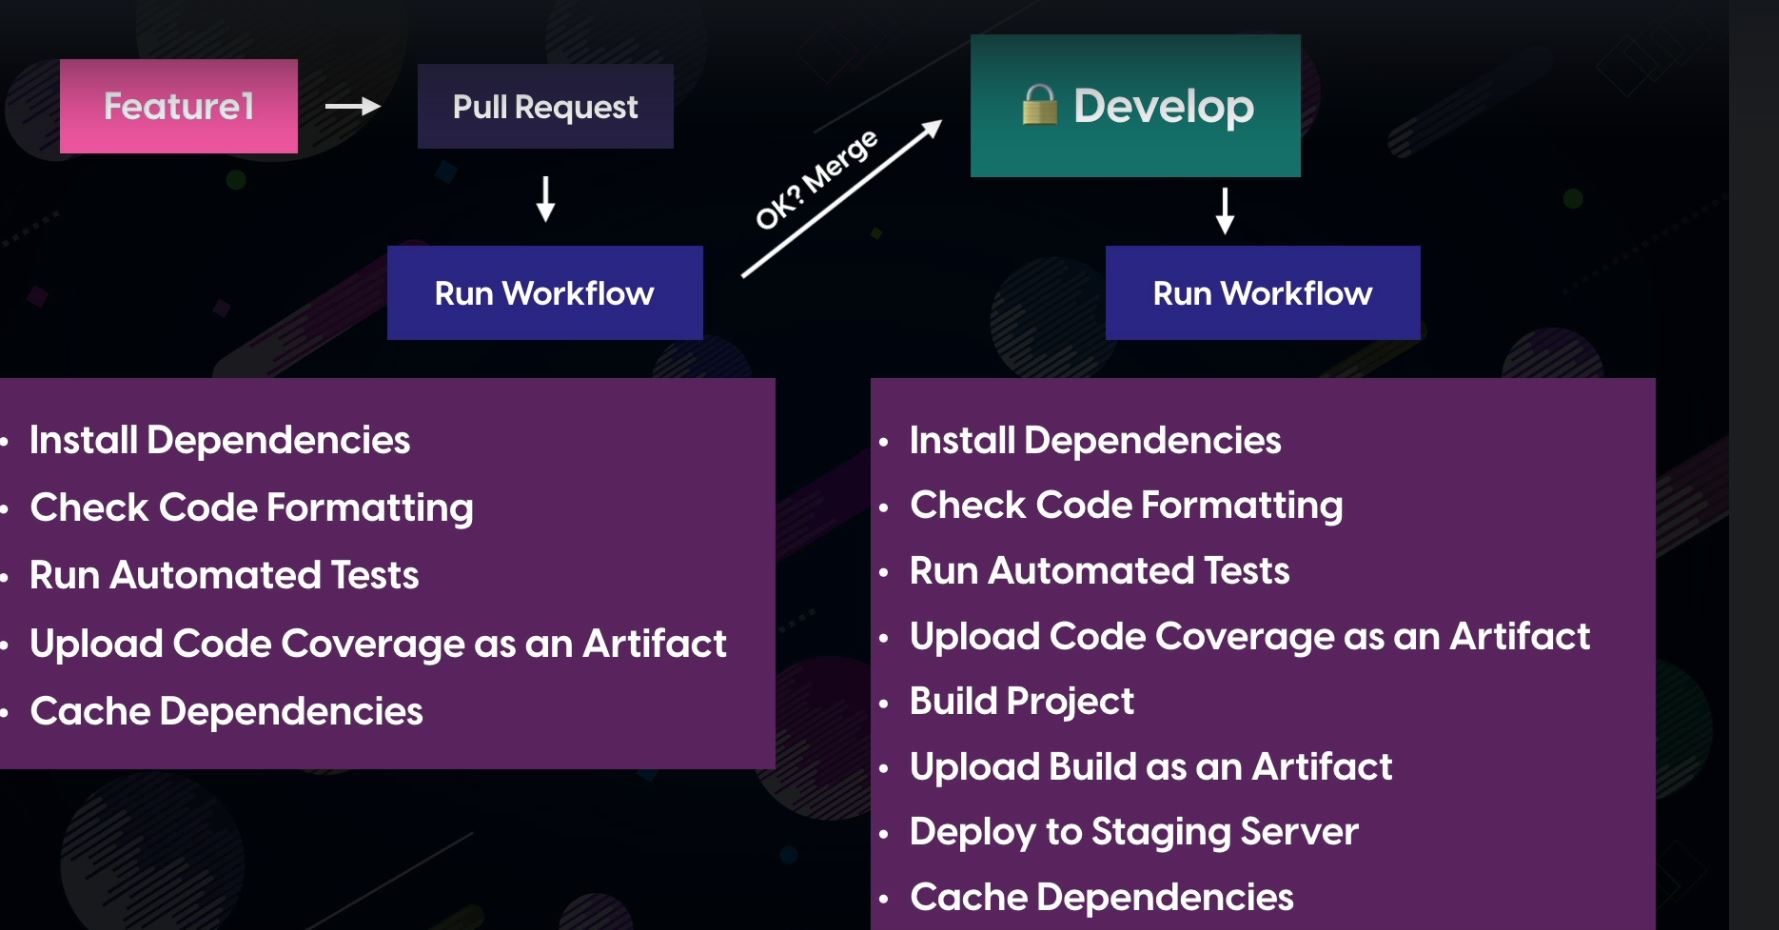 Feature1
Pull Request
OK? Merge
🔒 Develop
Run Workflow
Run Workflow
• Install Dependencies
• Check Code Formatting
• Run Automated Tests
• Upload Code Coverage as an Artifact
• Cache Dependencies
• Install Dependencies
• Check Code Formatting
• Run Automated Tests
• Upload Code Coverage as an Artifact
• Build Project
• Upload Build as an Artifact
• Deploy to Staging Server
• Cache Dependencies